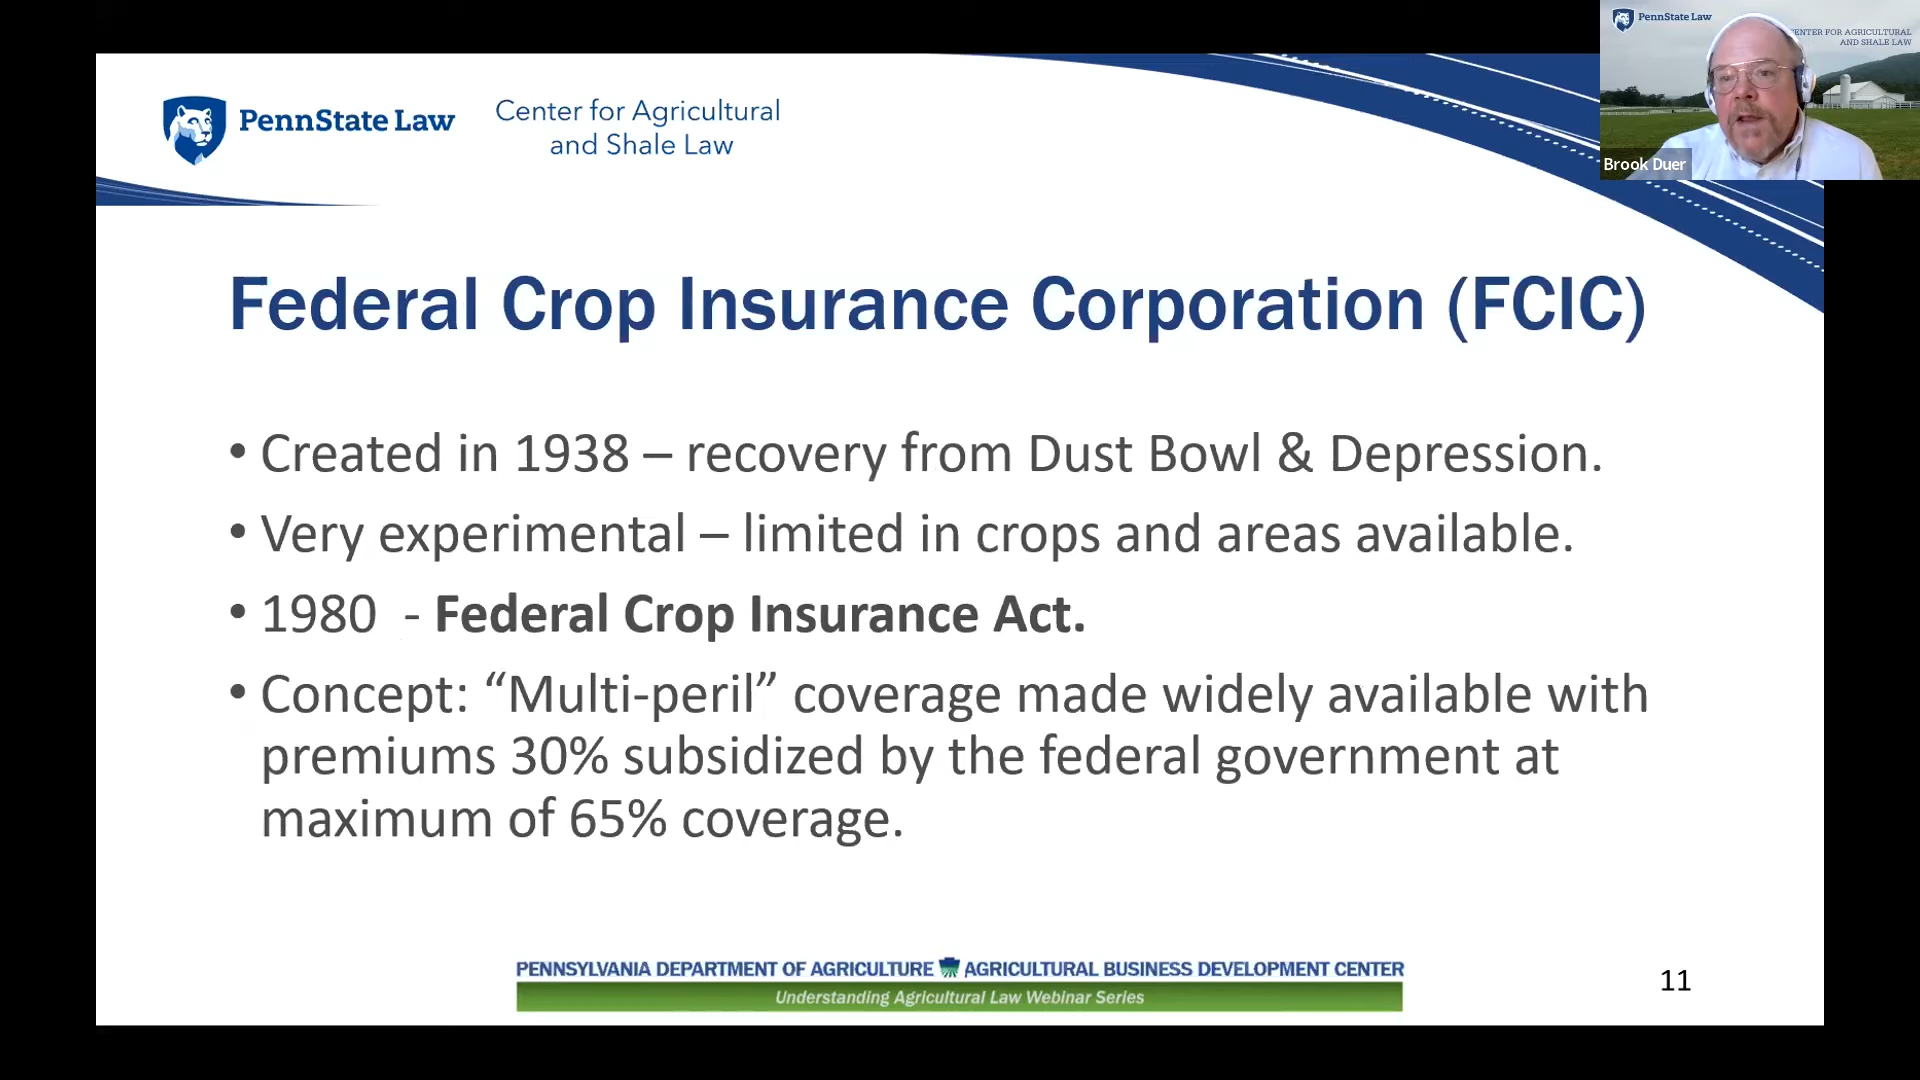 PennState Law
Center for Agricultural
and Shale Law
PennState Law
CENTER FOR AGRICULTURAL
AND SHALE LAW
Brook Duer
Federal Crop Insurance Corporation (FCIC)
• Created in 1938 – recovery from Dust Bowl & Depression.
• Very experimental – limited in crops and areas available.
• 1980 - Federal Crop Insurance Act.
• Concept: “Multi-peril” coverage made widely available with
premiums 30% subsidized by the federal government at
maximum of 65% coverage.
PENNSYLVANIA DEPARTMENT OF AGRICULTURE AGRICULTURAL BUSINESS DEVELOPMENT CENTER
Understanding Agricultural Law Webinar Series
11